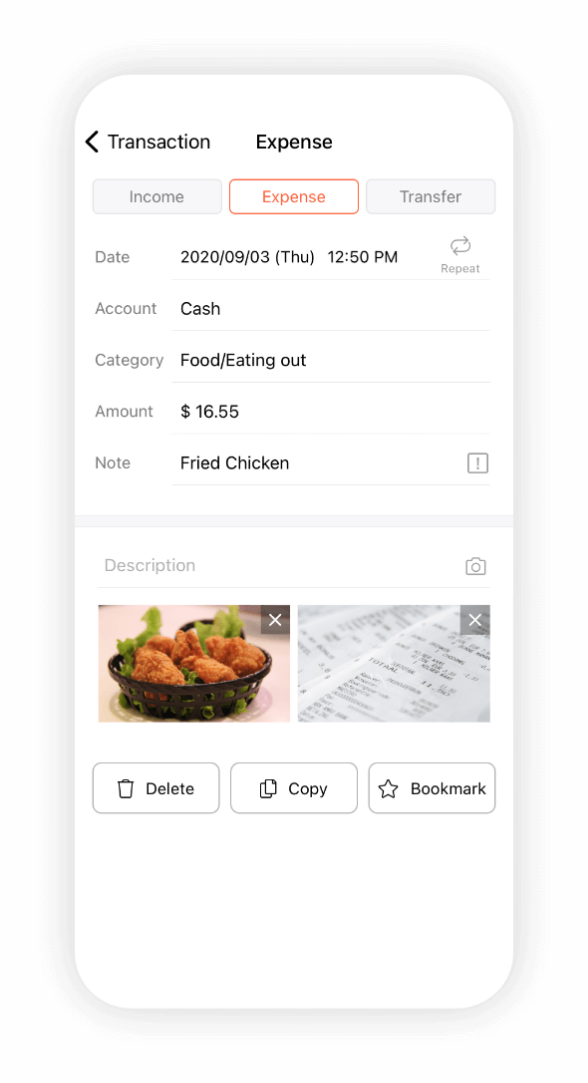 Transaction Expense
Income Expense Transfer
Date 2020/09/03 (Thu) 12:50 PM
Repeat
Account Cash
Category Food/Eating out
Amount $ 16.55
Note Fried Chicken
Description
TOTAAL
Delete Copy Bookmark